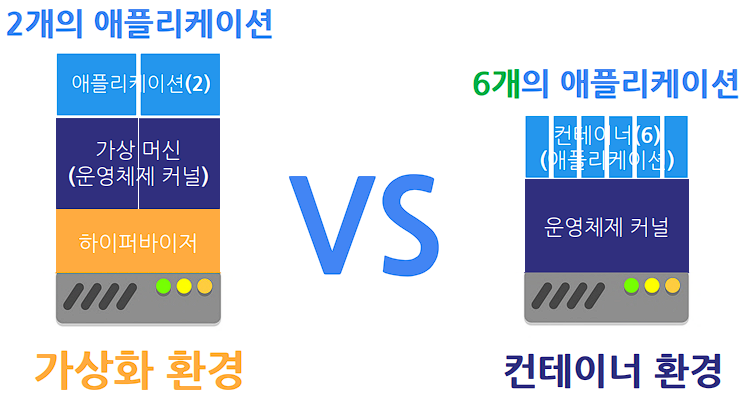 2개의 애플리케이션
애플리케이션(2)
가상 머신
(운영체제 커널)
하이퍼바이저
가상화 환경
VS
6개의 애플리케이션
컨테이너(6)
(애플리케이션)
운영체제 커널
컨테이너 환경